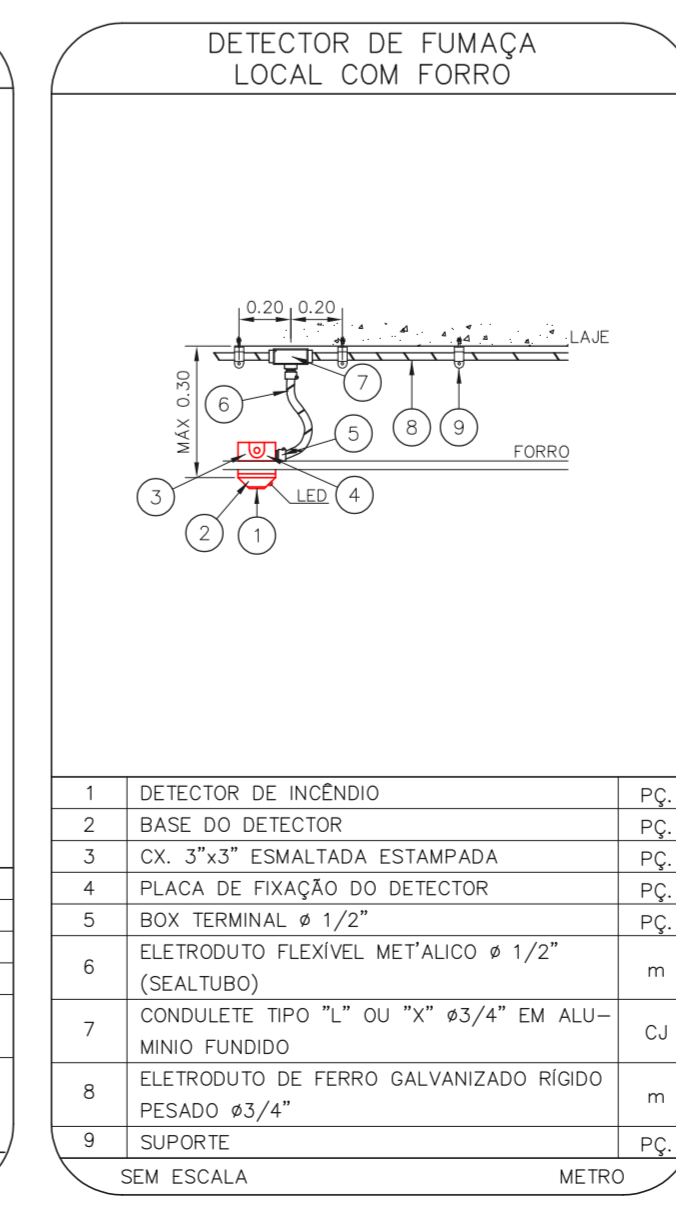 DETECTOR DE FUMAÇA
LOCAL COM FORRO
0.20 0.20
LAJE
MÁX 0.30
7
6
5
8
9
FORRO
3
LED
4
2
1
1 DETECTOR DE INCÊNDIO PÇ.
2 BASE DO DETECTOR PÇ.
3 CX. 3"x3" ESMALTADA ESTAMPADA PÇ.
4 PLACA DE FIXAÇÃO DO DETECTOR PÇ.
5 BOX TERMINAL ø 1/2" PÇ.
6 ELETRODUTO FLEXÍVEL MET'ALICO ø 1/2"
(SEALTUBO) m
7 CONDULETE TIPO "L" OU "X" ø3/4" EM ALU-
MINIO FUNDIDO CJ
8 ELETRODUTO DE FERRO GALVANIZADO RÍGIDO
PESADO ø3/4" m
9 SUPORTE PÇ.
SEM ESCALA METRO